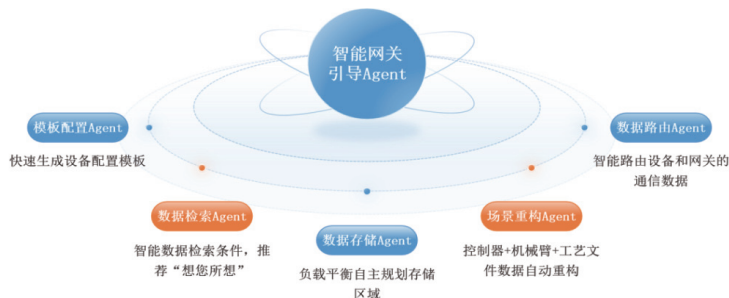 智能网关
引导Agent
模板配置Agent
快速生成设备配置模板
数据检索Agent
智能数据检索条件，推
荐“想您所想”
数据存储Agent
负载平衡自主规划存储
区域
场景重构Agent
控制器+机械臂+工艺文
件数据自动重构
数据路由Agent
智能路由设备和网关的
通信数据